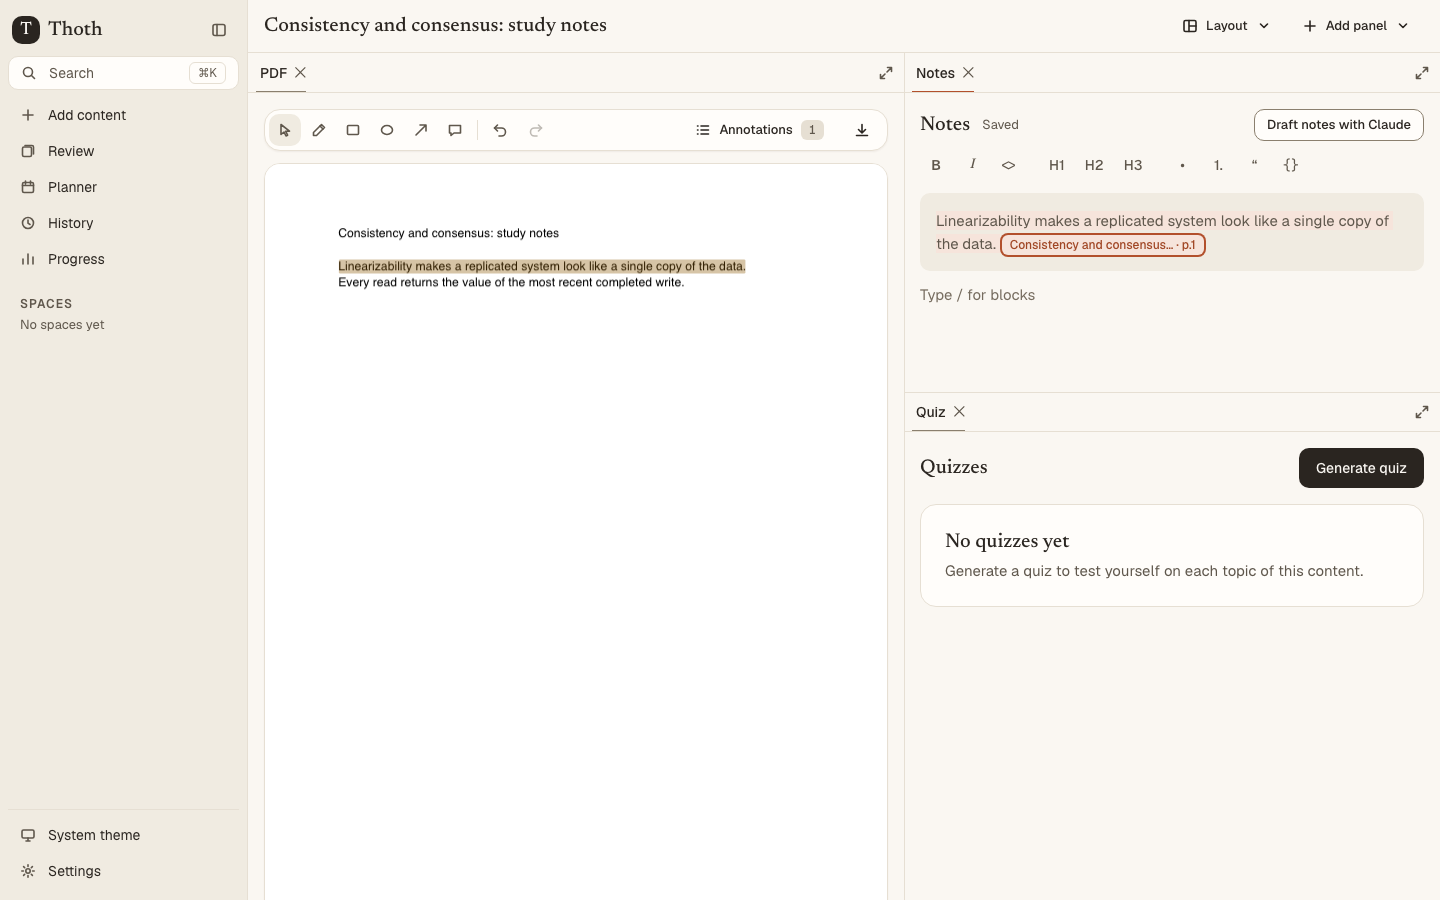 T Thoth
Search ⌘K
Add content
Review
Planner
History
Progress
SPACES
No spaces yet
System theme
Settings
Consistency and consensus: study notes
Layout
Add panel
PDF
Annotations 1
Consistency and consensus: study notes
Linearizability makes a replicated system look like a single copy of the data.
Every read returns the value of the most recent completed write.
Notes
Notes Saved
Draft notes with Claude
B I <> H1 H2 H3 • 1. “ {}
Linearizability makes a replicated system look like a single copy of
the data. Consistency and consensus… · p.1
Type / for blocks
Quiz
Quizzes
Generate quiz
No quizzes yet
Generate a quiz to test yourself on each topic of this content.